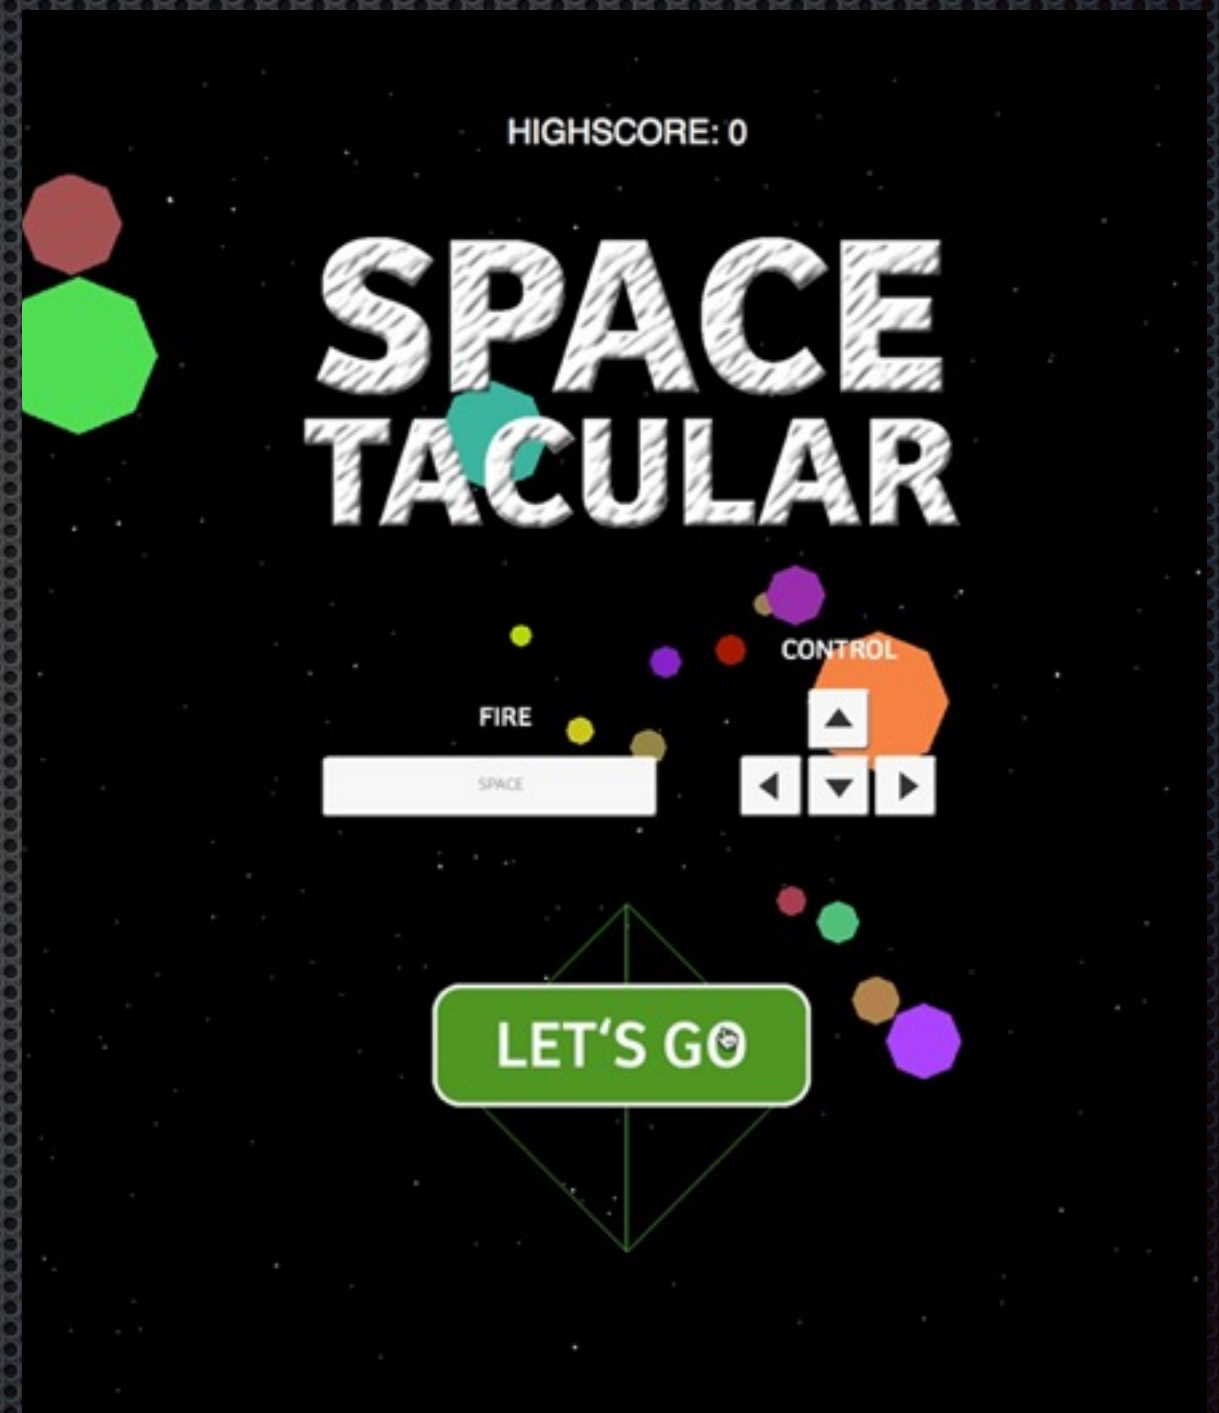 HIGHSCORE: 0
SPACE
TACULAR
CONTROL
FIRE
SPACE
LET‘S GO